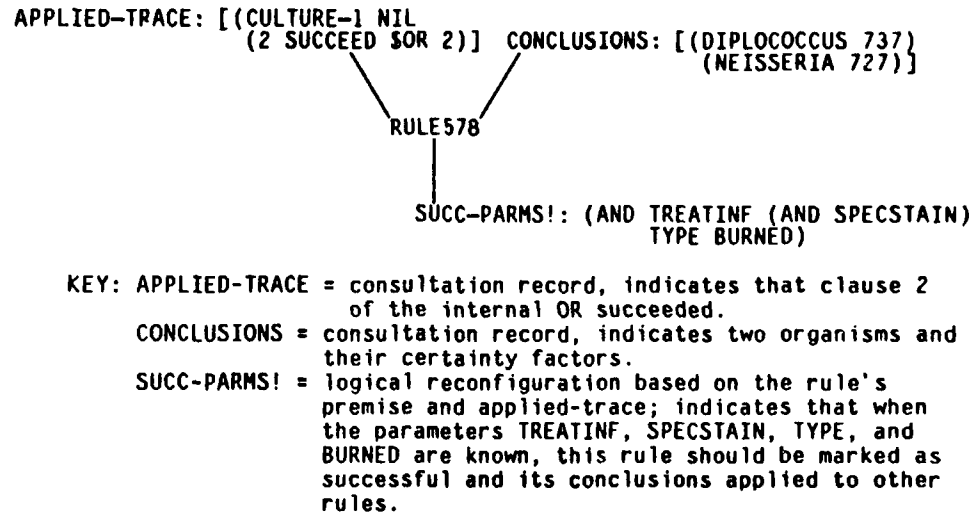 APPLIED-TRACE: [(CULTURE-1 NIL
(2 SUCCEED $OR 2)] CONCLUSIONS: [(DIPLOCOCCUS 737)
(NEISSERIA 727)]
RULE578
SUCC-PARMS!: (AND TREATINF (AND SPECSTAIN)
TYPE BURNED)
KEY: APPLIED-TRACE = consultation record, indicates that clause 2
of the internal OR succeeded.
CONCLUSIONS = consultation record, indicates two organisms and
their certainty factors.
SUCC-PARMS! = logical reconfiguration based on the rule's
premise and applied-trace; indicates that when
the parameters TREATINF, SPECSTAIN, TYPE, and
BURNED are known, this rule should be marked as
successful and its conclusions applied to other
rules.